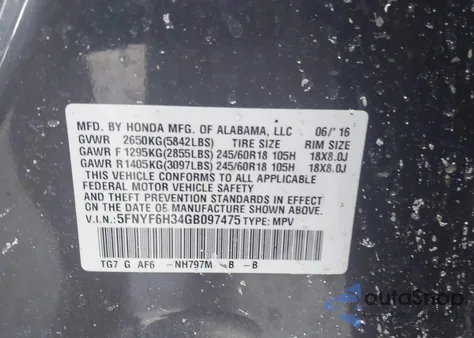 MFD. BY HONDA MFG. OF ALABAMA, LLC 06/'16
GVWR 2650KG(5842LBS) TIRE SIZE RIM SIZE
GAWR F 1295KG(2855LBS) 245/60R18 105H 18X8.0J
GAWR R 1405KG(3097LBS) 245/60R18 105H 18X8.0J
THIS VEHICLE CONFORMS TO ALL APPLICABLE
FEDERAL MOTOR VEHICLE SAFETY
AND THEFT PREVENTION STANDARDS IN EFFECT
ON THE DATE OF MANUFACTURE SHOWN ABOVE.
V.I.N.: 5FNYF6H34GB097475 TYPE: MPV
TG7 G AF6 -NH797M -B -B
autoSnap